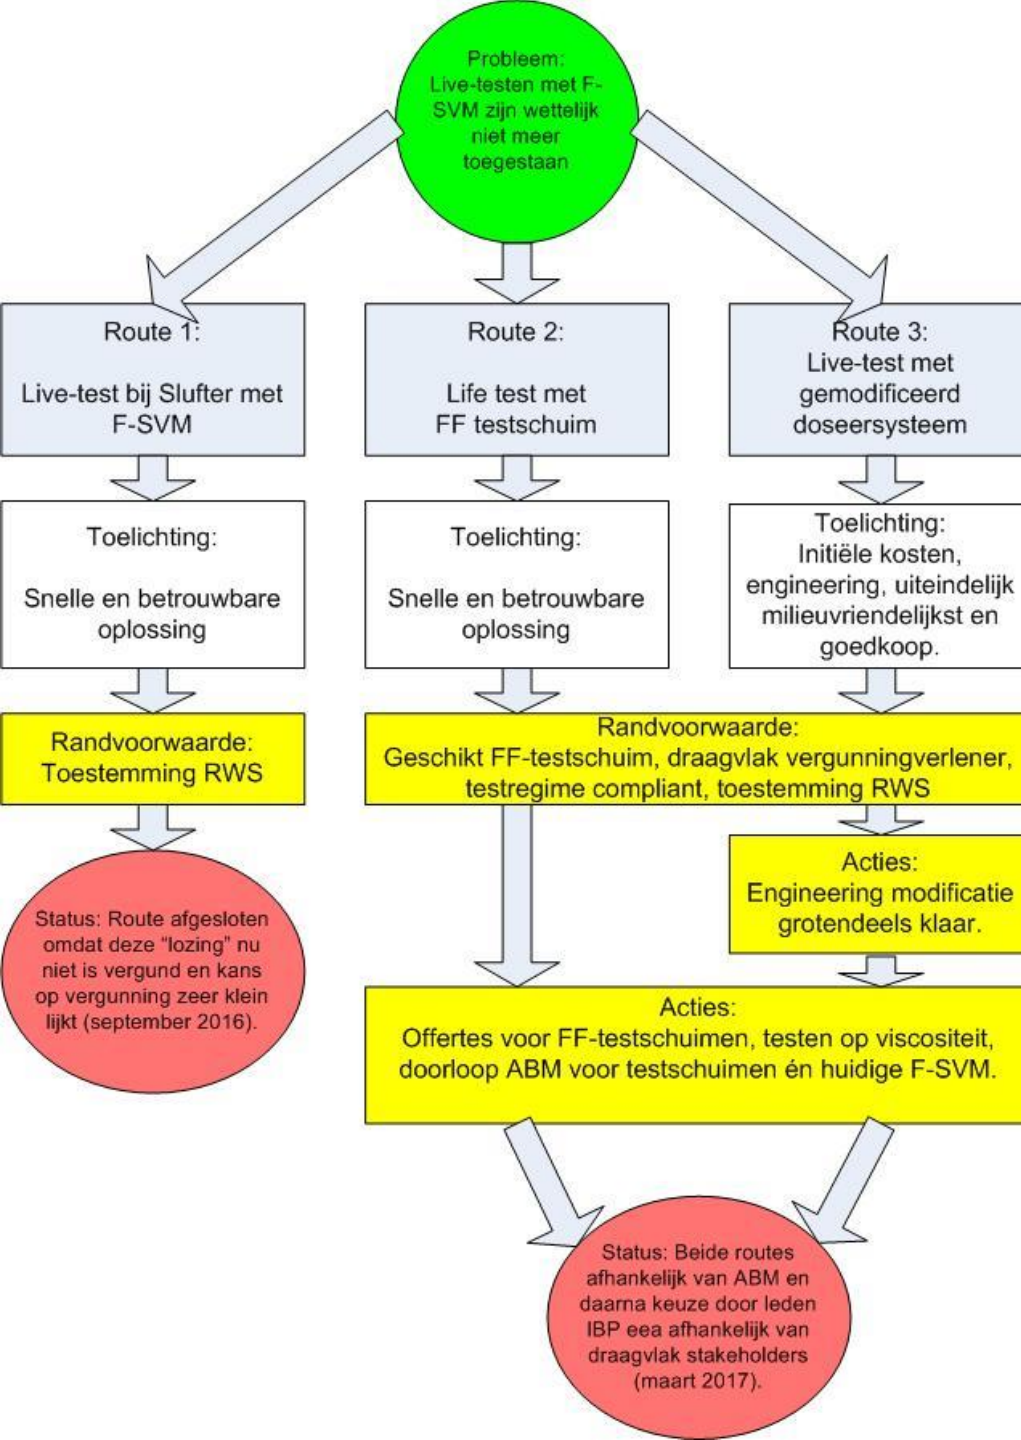 Probleem:
Live-testen met F-
SVM zijn wettelijk
niet meer
toegestaan
Route 1:
Live-test bij Slufter met
F-SVM
Route 2:
Life test met
FF testschuim
Route 3:
Live-test met
gemodificeerd
doseersysteem
Toelichting:
Snelle en betrouwbare
oplossing
Toelichting:
Snelle en betrouwbare
oplossing
Toelichting:
Initiële kosten,
engineering, uiteindelijk
milieuvriendelijkst en
goedkoop.
Randvoorwaarde:
Toestemming RWS
Randvoorwaarde:
Geschikt FF-testschuim, draagvlak vergunningverlener,
testregime compliant, toestemming RWS
Status: Route afgesloten
omdat deze “lozing” nu
niet is vergund en kans
op vergunning zeer klein
lijkt (september 2016).
Acties:
Engineering modificatie
grotendeels klaar.
Acties:
Offertes voor FF-testschuimen, testen op viscositeit,
doorloop ABM voor testschuimen én huidige F-SVM.
Status: Beide routes
afhankelijk van ABM en
daarna keuze door leden
IBP eea afhankelijk van
draagvlak stakeholders
(maart 2017).